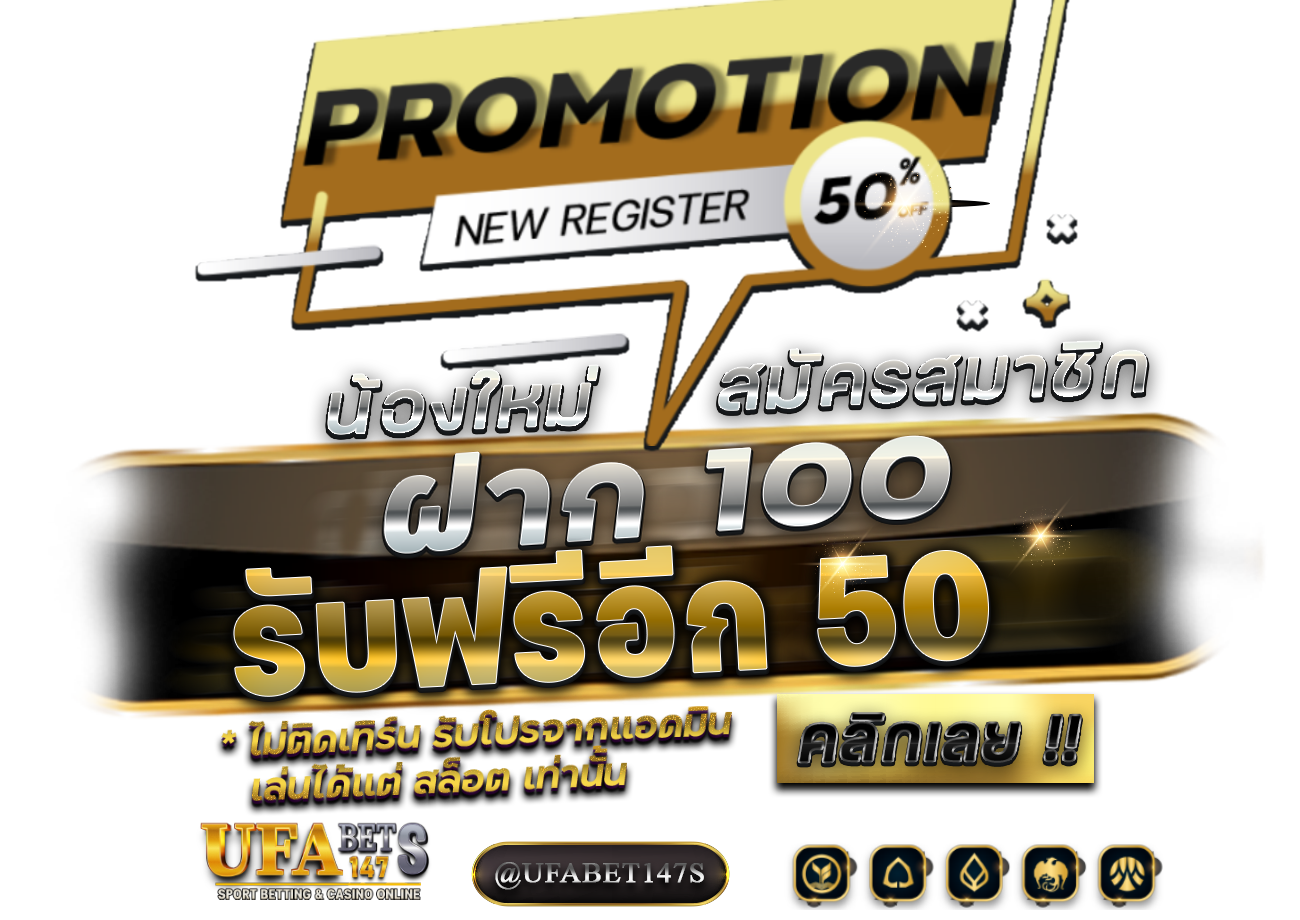 PROMOTION
NEW REGISTER
50%
OFF
น้องใหม่ สมัครสมาชิก
ฝาก 100
รับฟรีอีก 50
* ไม่ติดเทิร์น รับโปรจากแอดมิน
เล่นได้แต่ สล็อต เท่านั้น
คลิกเลย !!
UFABET147S
SPORT BETTING & CASINO ONLINE
@UFABET147S